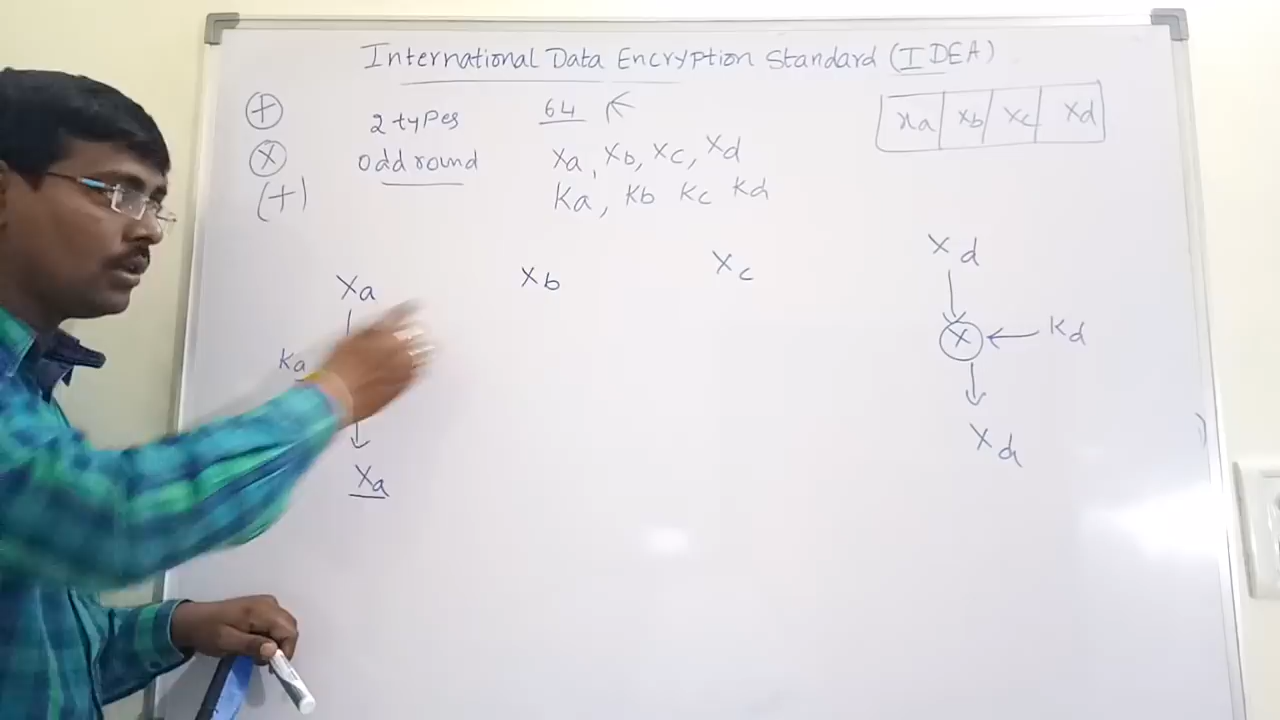 International Data Encryption Standard (IDEA)
+ 2 types 64
xa xb xc xd
x odd round xa, xb, xc, xd
(+) Ka, Kb Kc Kd
xa xb xc xd
Ka x Kd
xa xd